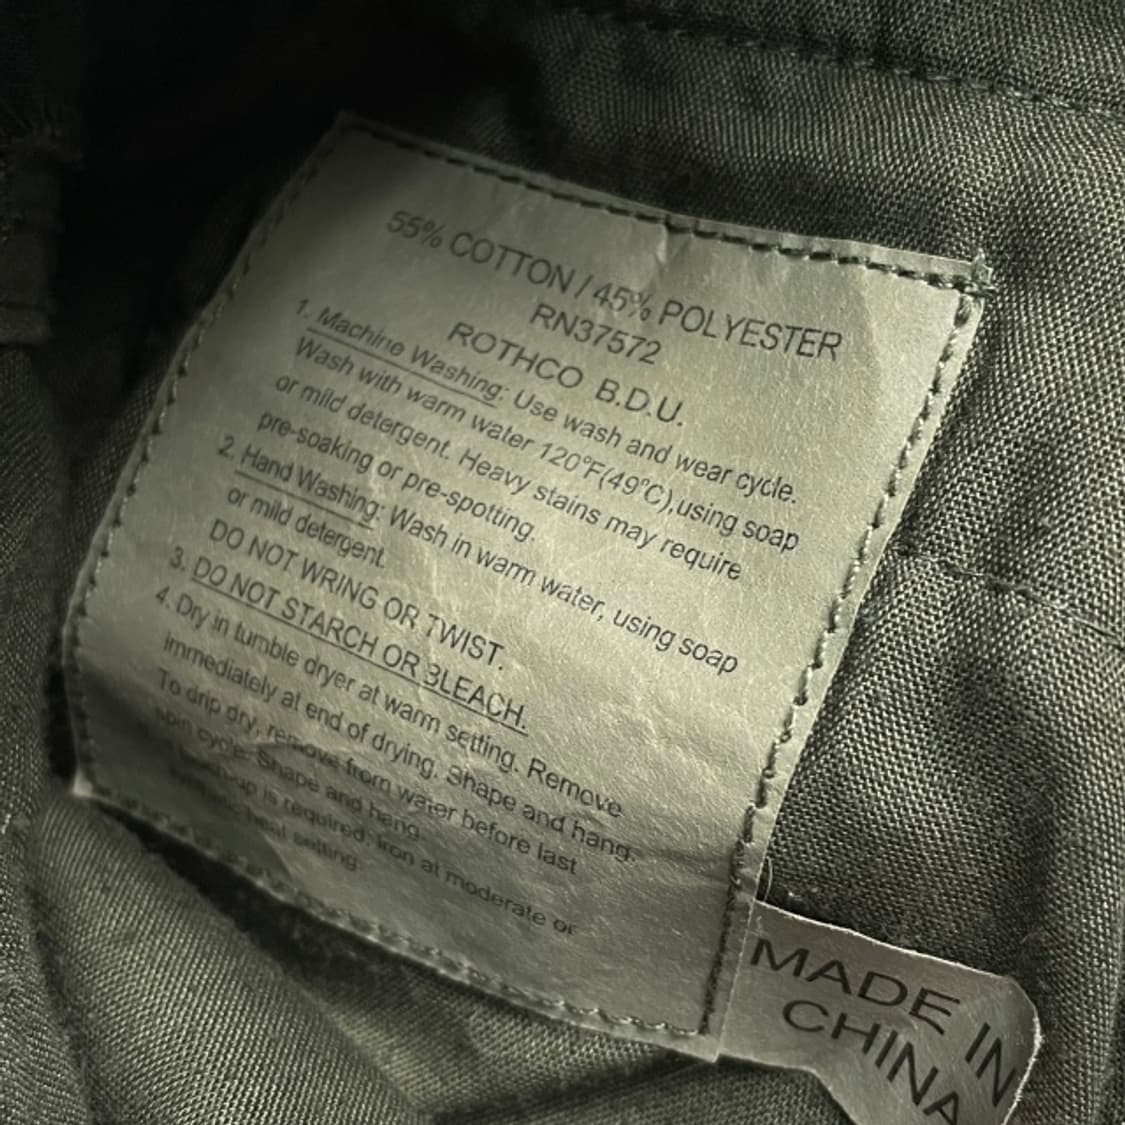 55% COTTON / 45% POLYESTER
RN37572
ROTHCO B.D.U.
1. Machine Washing: Use wash and wear cycle.
Wash with warm water 120°F(49°C),using soap
or mild detergent. Heavy stains may require
pre-soaking or pre-spotting.
2. Hand Washing: Wash in warm water, using soap
or mild detergent.
DO NOT WRING OR TWIST.
3. DO NOT STARCH OR BLEACH.
4. Dry in tumble dryer at warm setting. Remove
immediately at end of drying. Shape and hang.
To drip dry, remove from water before last
spin cycle. Shape and hang.
is required, iron at moderate or
heat setting.
MADE IN
CHINA